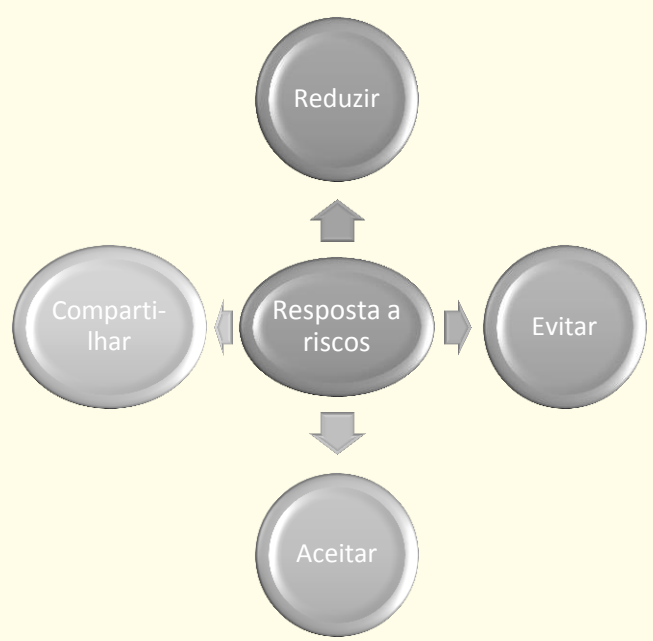 Reduzir
Comparti-
lhar
Resposta a
riscos
Evitar
Aceitar